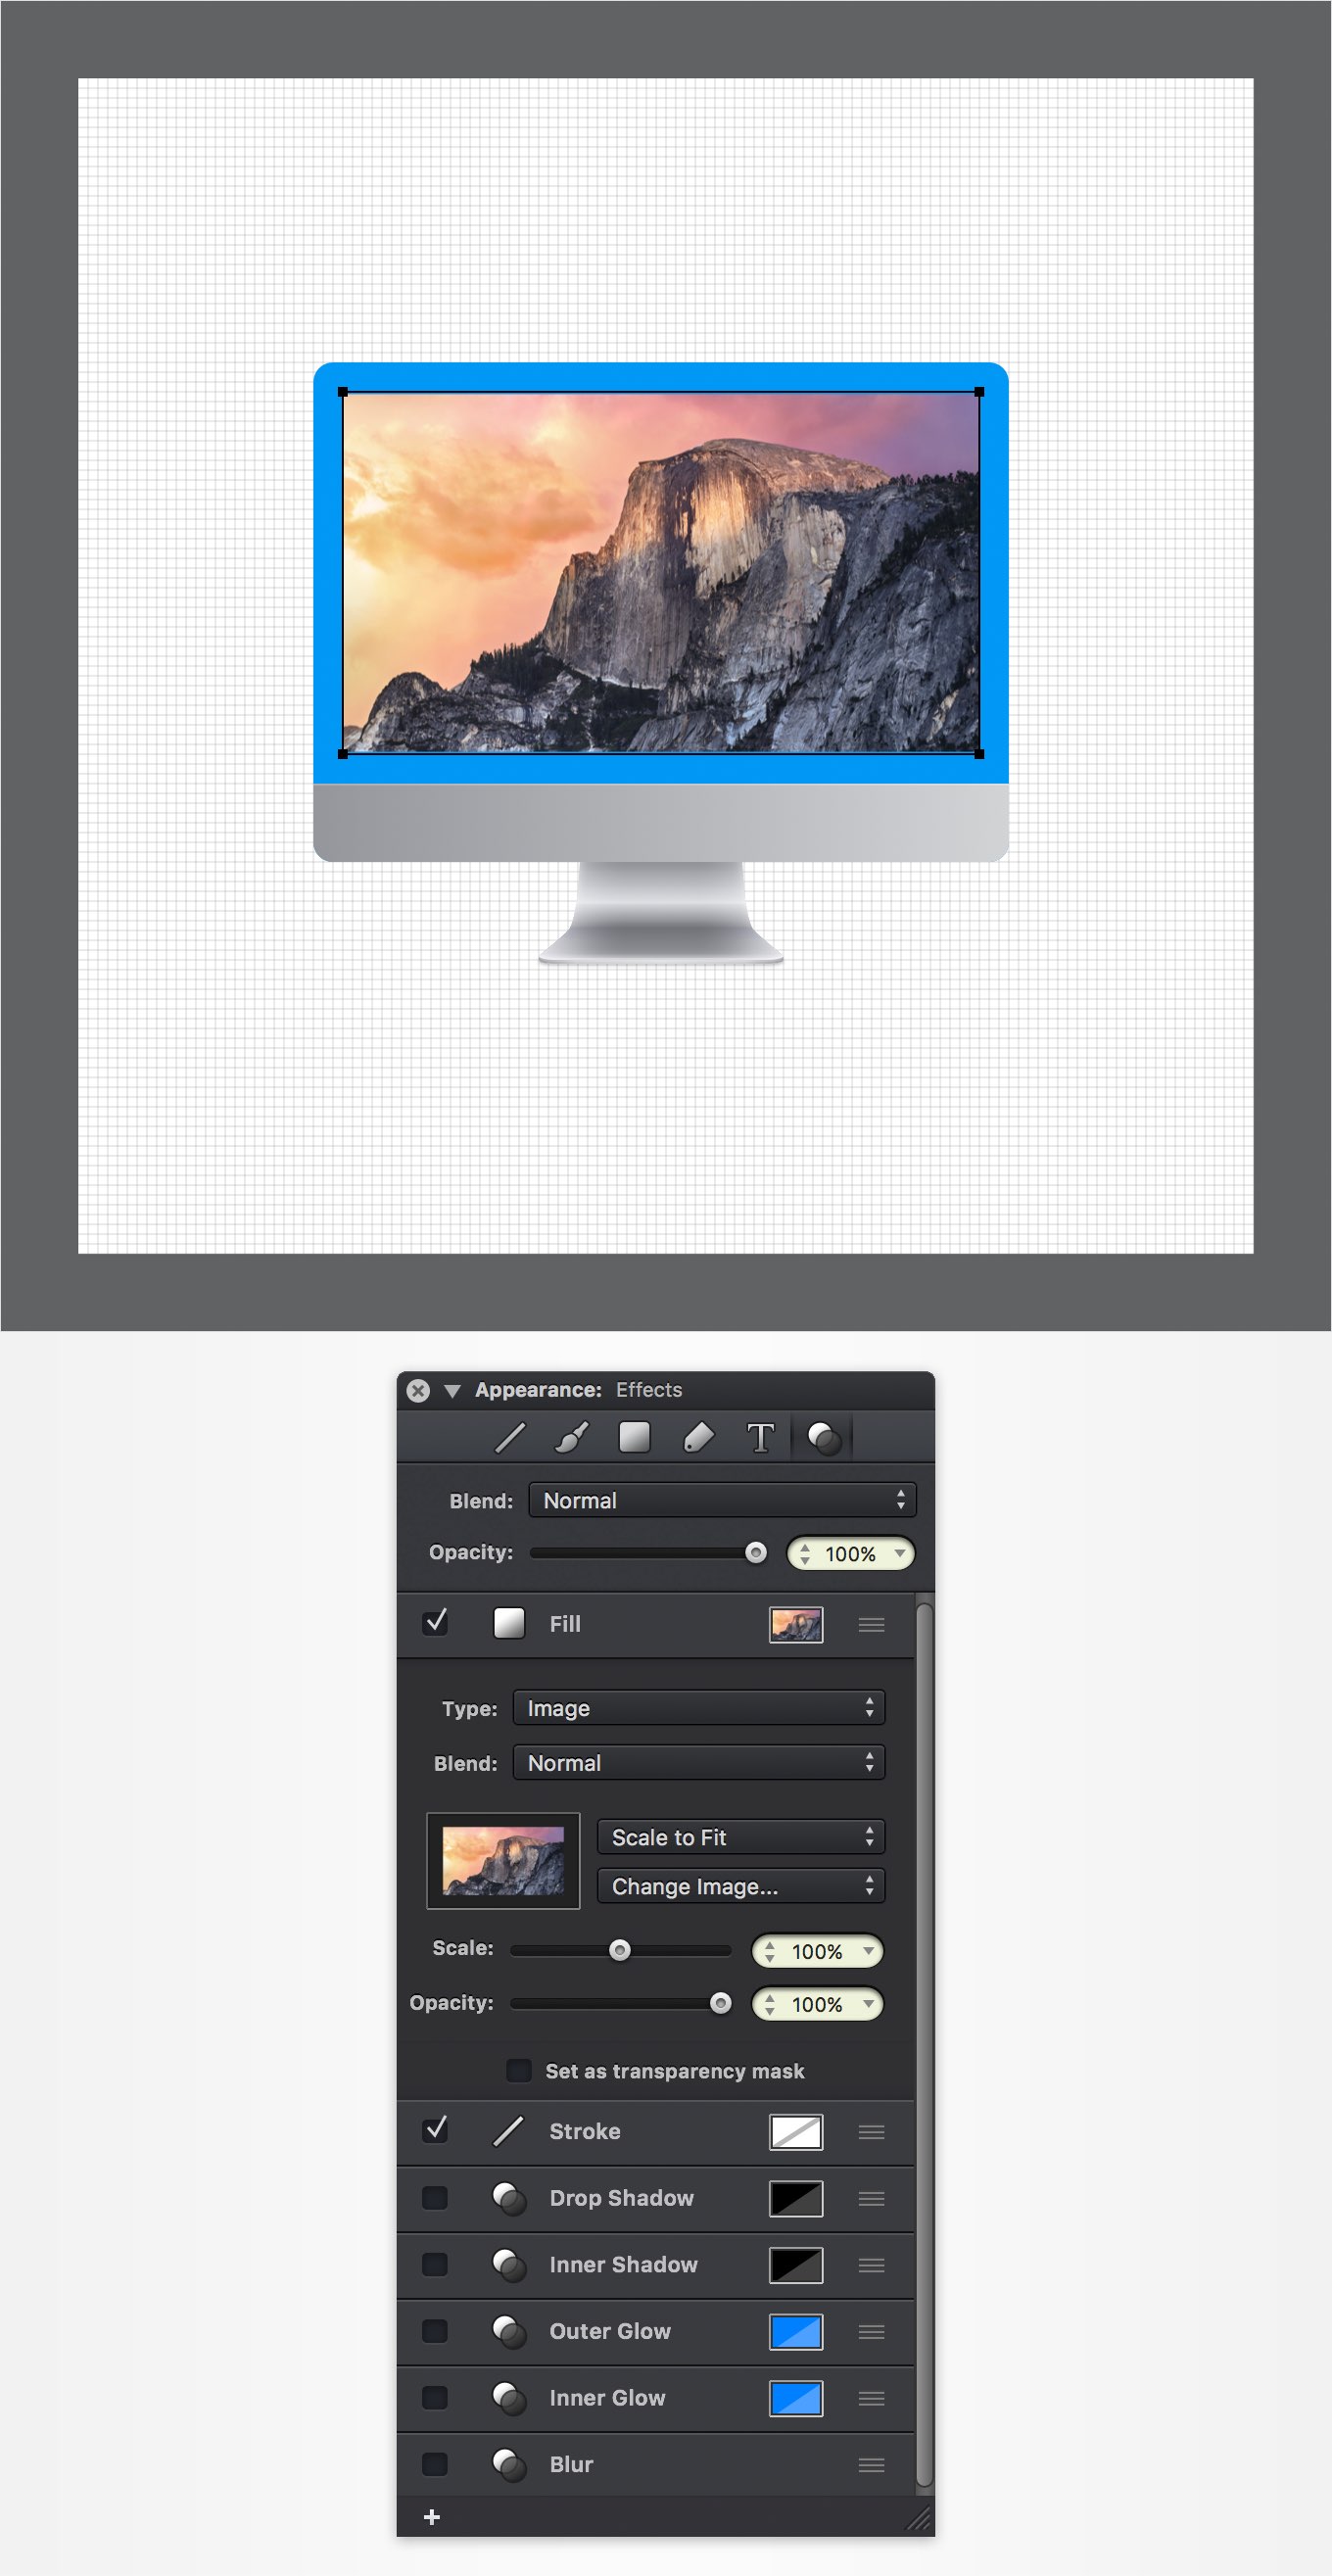 Appearance: Effects
T
Blend: Normal
Opacity: 100%
Fill
Type: Image
Blend: Normal
Scale to Fit
Change Image...
Scale: 100%
Opacity: 100%
Set as transparency mask
Stroke
Drop Shadow
Inner Shadow
Outer Glow
Inner Glow
Blur
+